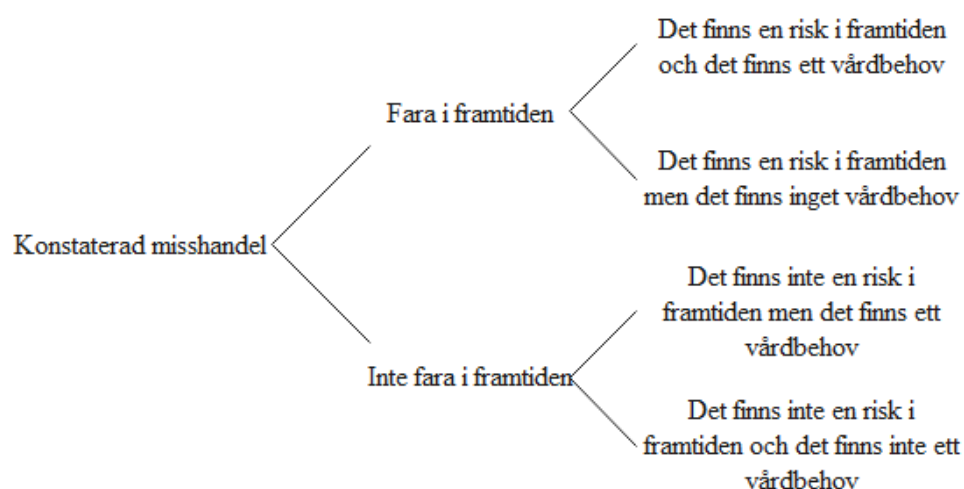 Det finns en risk i framtiden
och det finns ett vårdbehov
Fara i framtiden
Det finns en risk i framtiden
men det finns inget vårdbehov
Konstaterad misshandel
Det finns inte en risk i
framtiden men det finns ett
vårdbehov
Inte fara i framtiden
Det finns inte en risk i
framtiden och det finns inte ett
vårdbehov